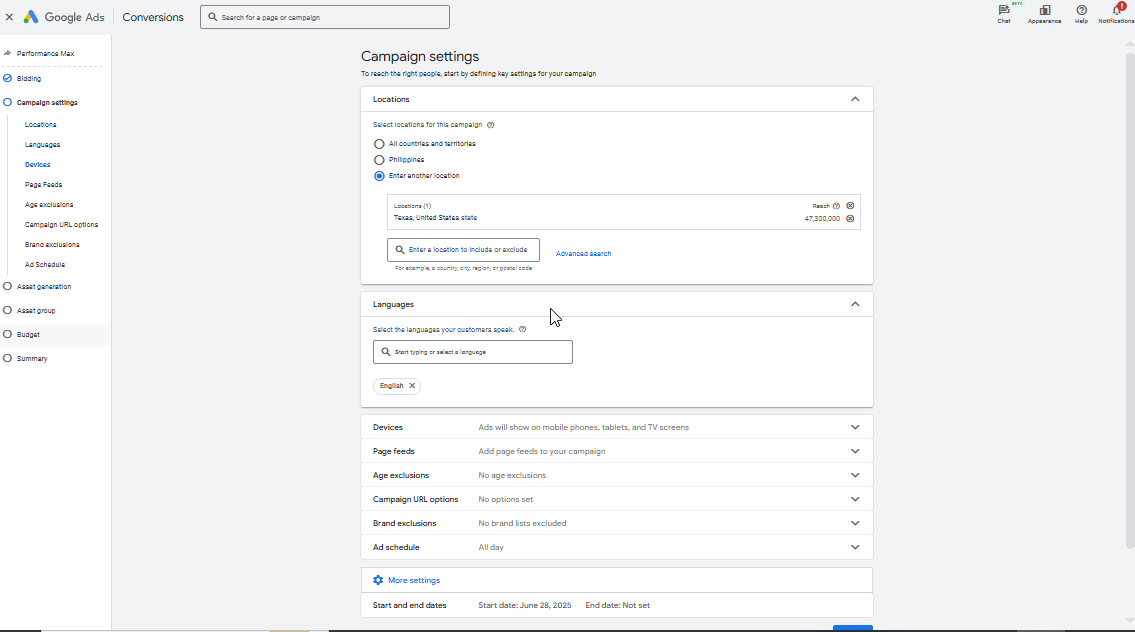 Google Ads
Conversions
Search for a page or campaign
Chat
BETA
Appearance
Help
!
Notifications
Performance Max
Bidding
Campaign settings
Locations
Languages
Devices
Page Feeds
Age exclusions
Campaign URL options
Brand exclusions
Ad Schedule
Asset generation
Asset group
Budget
Summary
Campaign settings
To reach the right people, start by defining key settings for your campaign
Locations
Select locations for this campaign
All countries and territories
Philippines
Enter another location
Locations (1) Reach
Texas, United States state 47,300,000
Enter a location to include or exclude
Advanced search
For example, a country, city, region, or postal code
Languages
Select the languages your customers speak.
Start typing or select a language
English
Devices Ads will show on mobile phones, tablets, and TV screens
Page feeds Add page feeds to your campaign
Age exclusions No age exclusions
Campaign URL options No options set
Brand exclusions No brand lists excluded
Ad schedule All day
More settings
Start and end dates Start date: June 28, 2025 End date: Not set